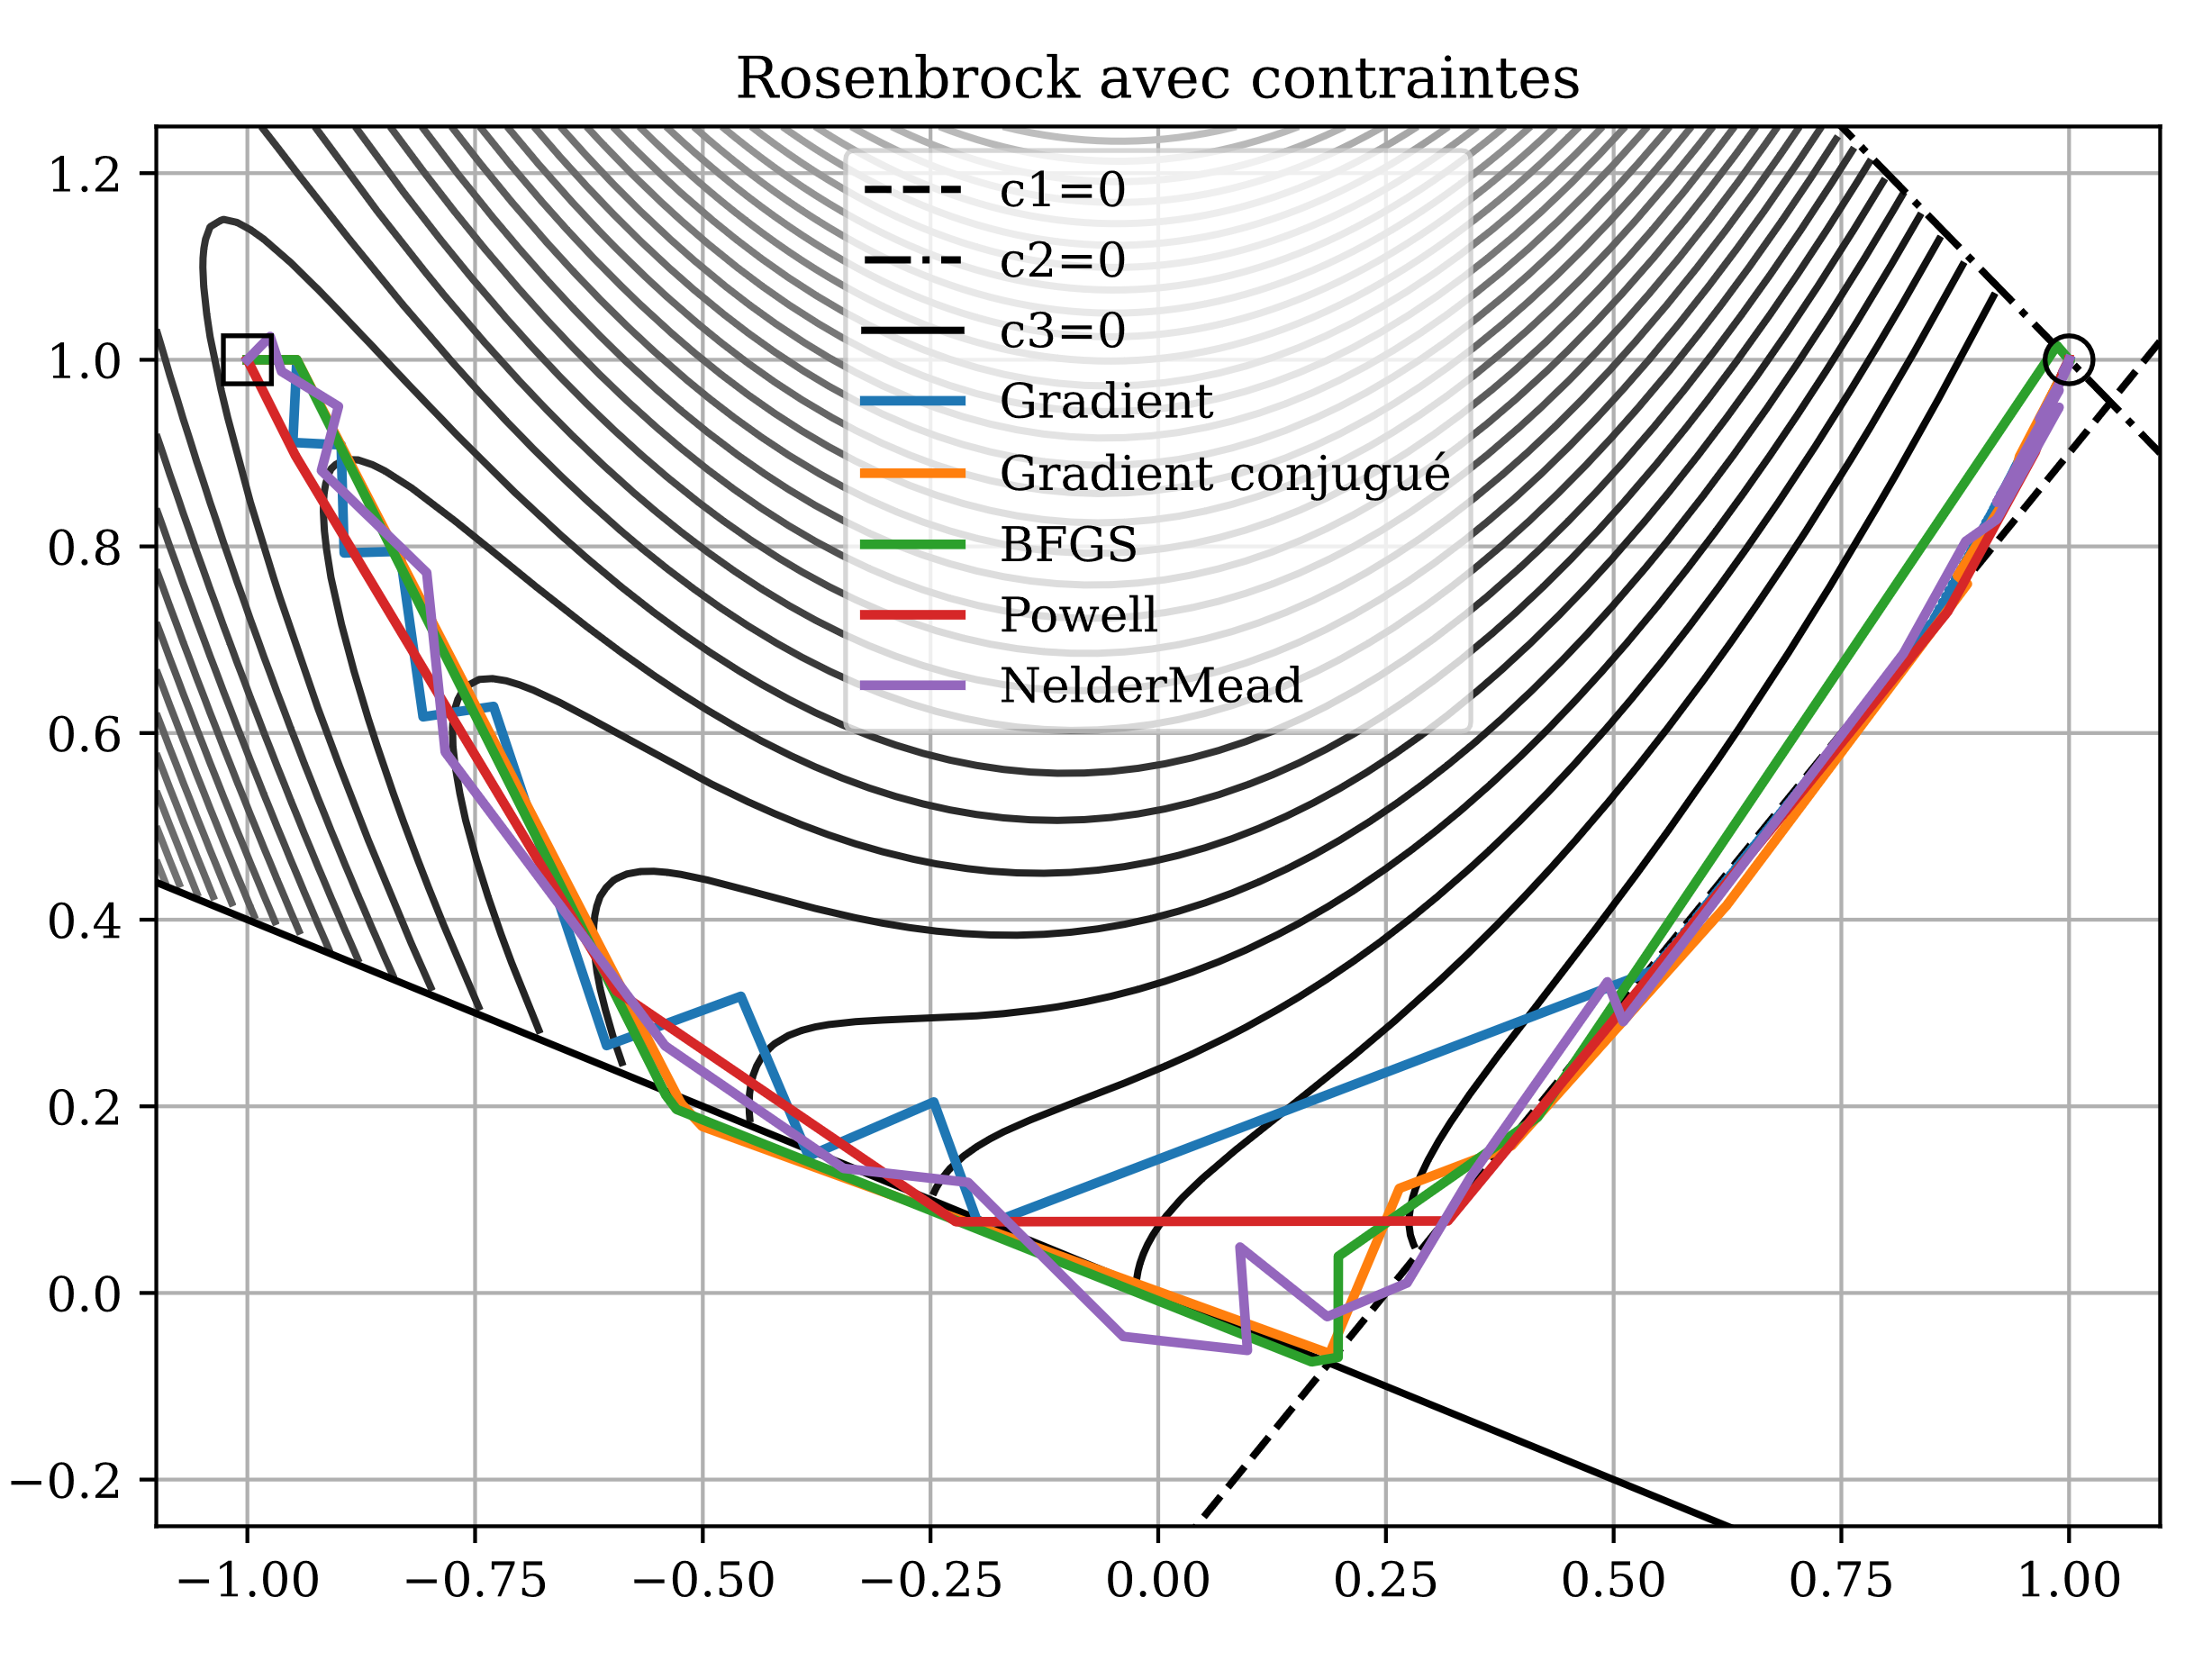 Rosenbrock avec contraintes
1.2
1.0
0.8
0.6
0.4
0.2
0.0
−0.2
c1=0
c2=0
c3=0
Gradient
Gradient conjugué
BFGS
Powell
NelderMead
−1.00 −0.75 −0.50 −0.25 0.00 0.25 0.50 0.75 1.00